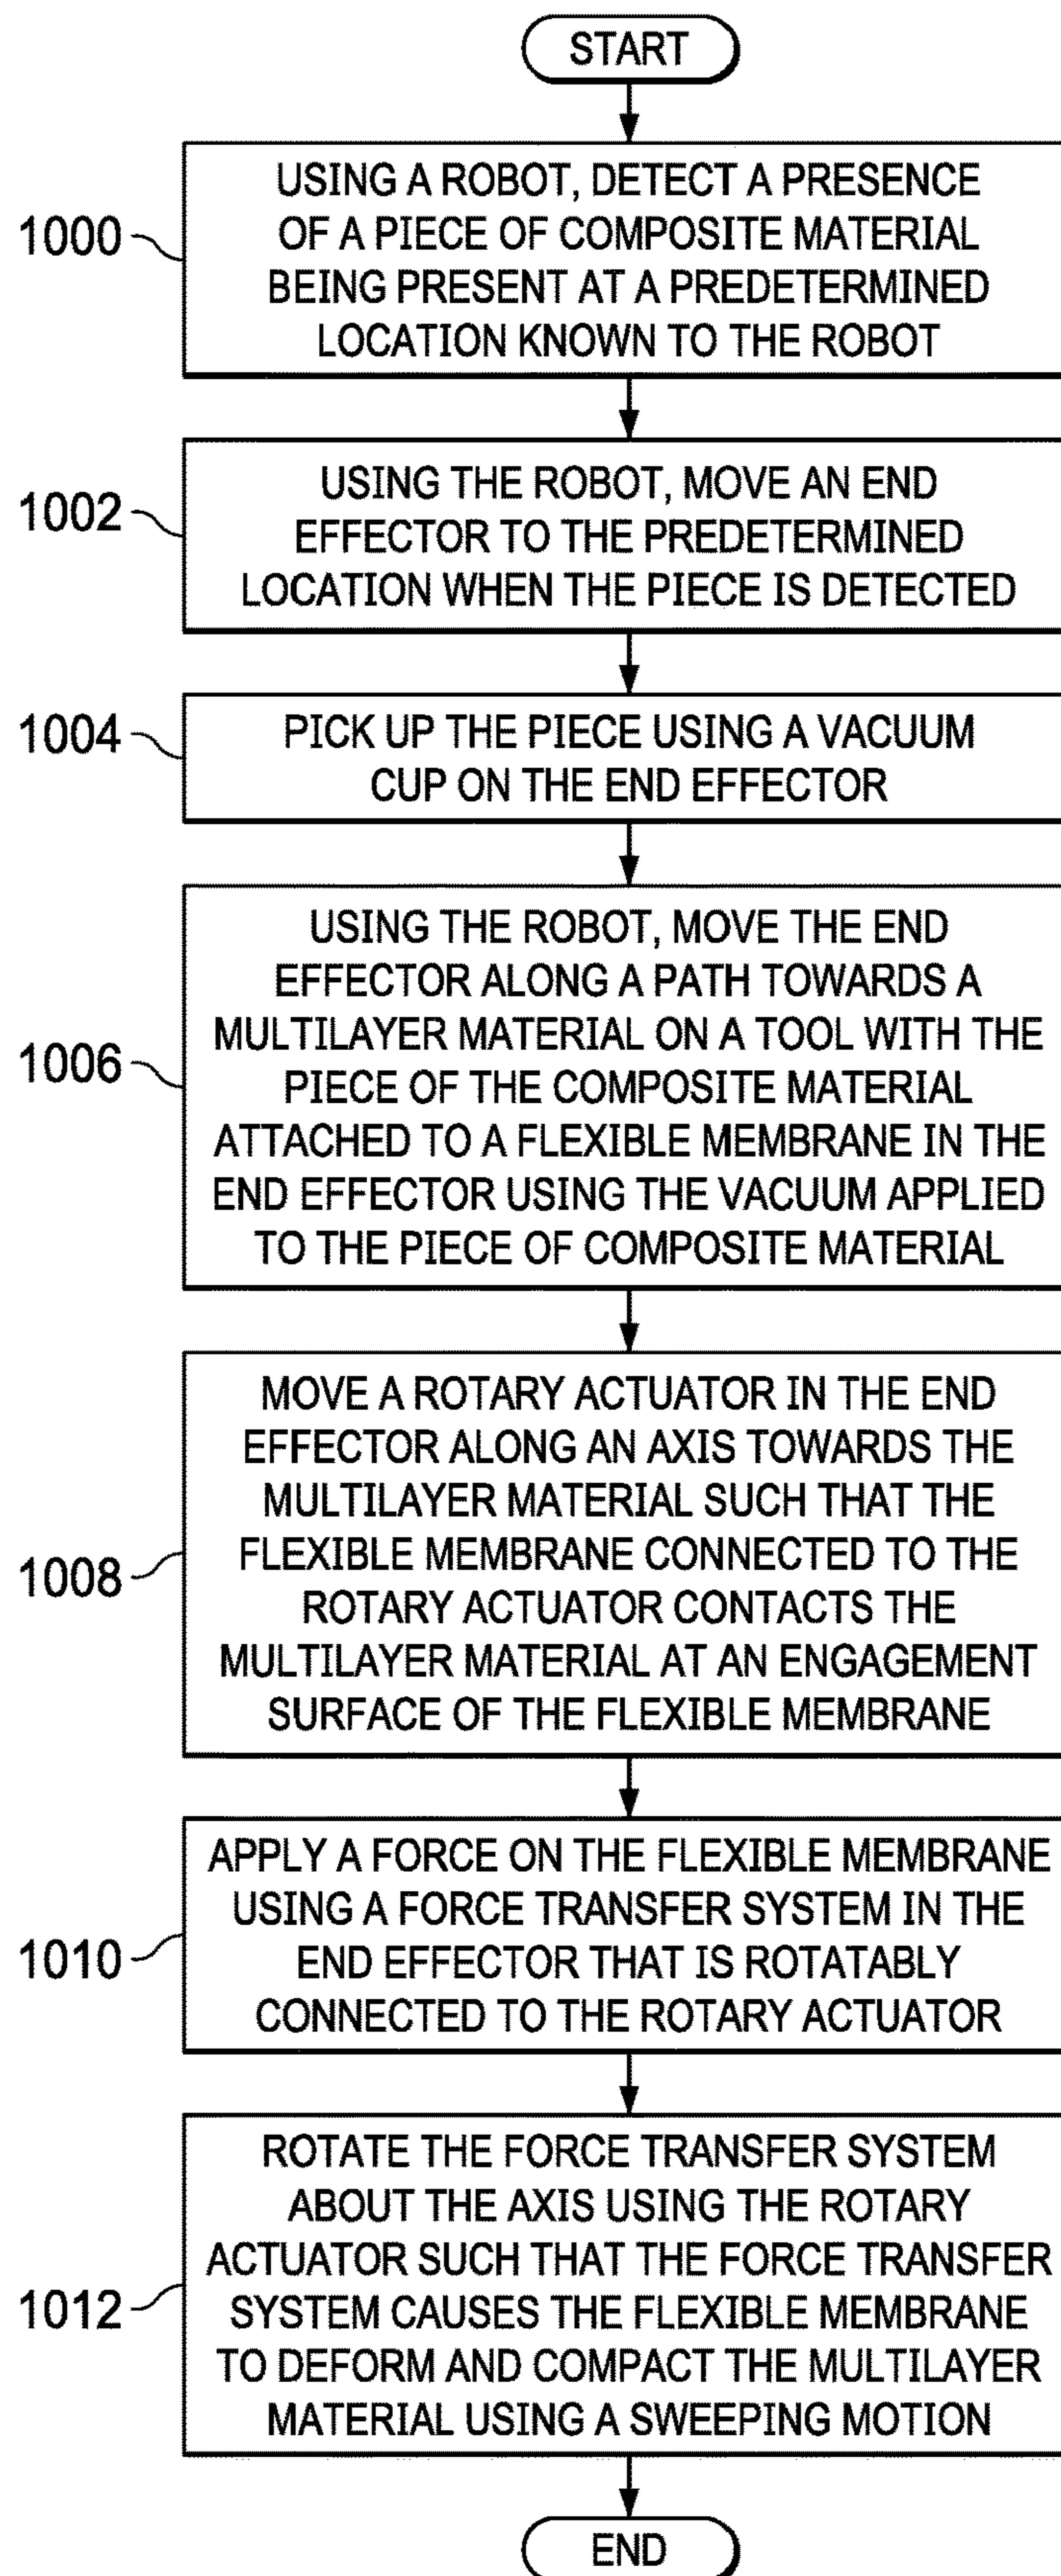 START
1000
USING A ROBOT, DETECT A PRESENCE
OF A PIECE OF COMPOSITE MATERIAL
BEING PRESENT AT A PREDETERMINED
LOCATION KNOWN TO THE ROBOT
1002
USING THE ROBOT, MOVE AN END
EFFECTOR TO THE PREDETERMINED
LOCATION WHEN THE PIECE IS DETECTED
1004
PICK UP THE PIECE USING A VACUUM
CUP ON THE END EFFECTOR
1006
USING THE ROBOT, MOVE THE END
EFFECTOR ALONG A PATH TOWARDS A
MULTILAYER MATERIAL ON A TOOL WITH THE
PIECE OF THE COMPOSITE MATERIAL
ATTACHED TO A FLEXIBLE MEMBRANE IN THE
END EFFECTOR USING THE VACUUM APPLIED
TO THE PIECE OF COMPOSITE MATERIAL
1008
MOVE A ROTARY ACTUATOR IN THE END
EFFECTOR ALONG AN AXIS TOWARDS THE
MULTILAYER MATERIAL SUCH THAT THE
FLEXIBLE MEMBRANE CONNECTED TO THE
ROTARY ACTUATOR CONTACTS THE
MULTILAYER MATERIAL AT AN ENGAGEMENT
SURFACE OF THE FLEXIBLE MEMBRANE
1010
APPLY A FORCE ON THE FLEXIBLE MEMBRANE
USING A FORCE TRANSFER SYSTEM IN THE
END EFFECTOR THAT IS ROTATABLY
CONNECTED TO THE ROTARY ACTUATOR
1012
ROTATE THE FORCE TRANSFER SYSTEM
ABOUT THE AXIS USING THE ROTARY
ACTUATOR SUCH THAT THE FORCE TRANSFER
SYSTEM CAUSES THE FLEXIBLE MEMBRANE
TO DEFORM AND COMPACT THE MULTILAYER
MATERIAL USING A SWEEPING MOTION
END